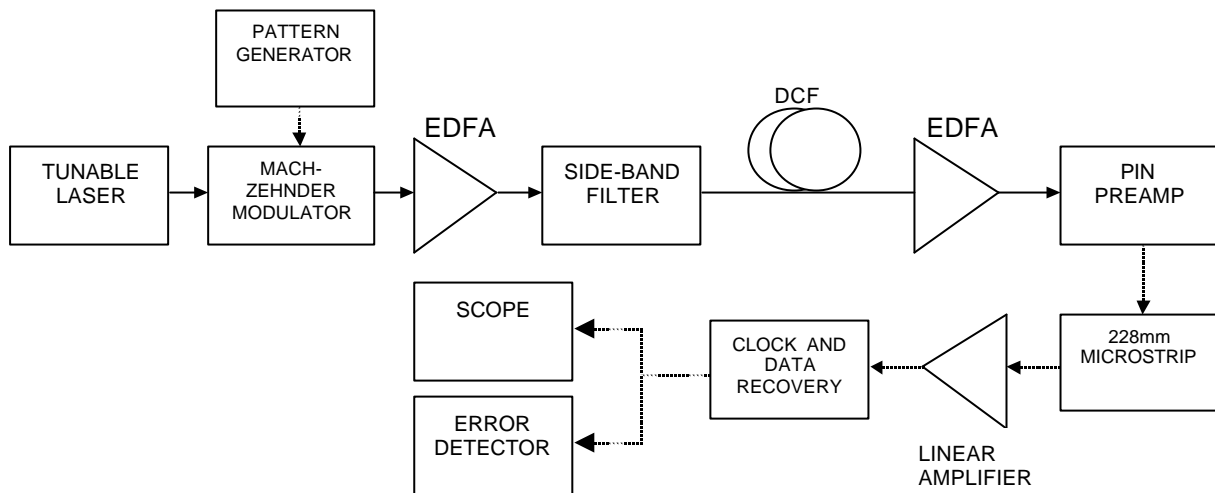 PATTERN
GENERATOR
DCF
EDFA
EDFA
TUNABLE
LASER
MACH-
ZEHNDER
MODULATOR
SIDE-BAND
FILTER
PIN
PREAMP
SCOPE
CLOCK AND
DATA
RECOVERY
228mm
MICROSTRIP
ERROR
DETECTOR
LINEAR
AMPLIFIER